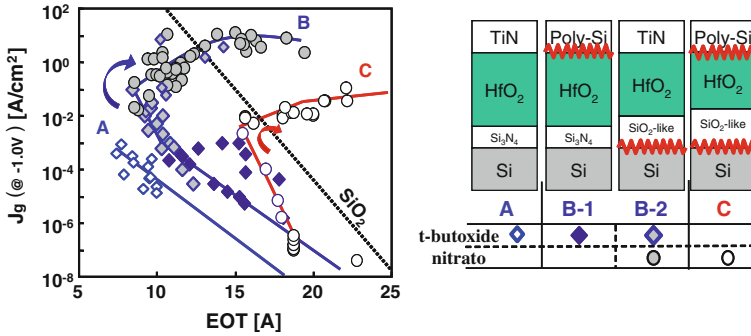 B
C
A
SiO₂
10²
10⁰
10⁻²
10⁻⁴
10⁻⁶
10⁻⁸
Jg (@ -1.0V) [A/cm²]
5 10 15 20 25
EOT [A]
TiN Poly-Si TiN Poly-Si
HfO₂ HfO₂ HfO₂ HfO₂
Si₃N₄ Si₃N₄ SiO₂-like SiO₂-like
Si Si Si Si
A B-1 B-2 C
t-butoxide
nitrato